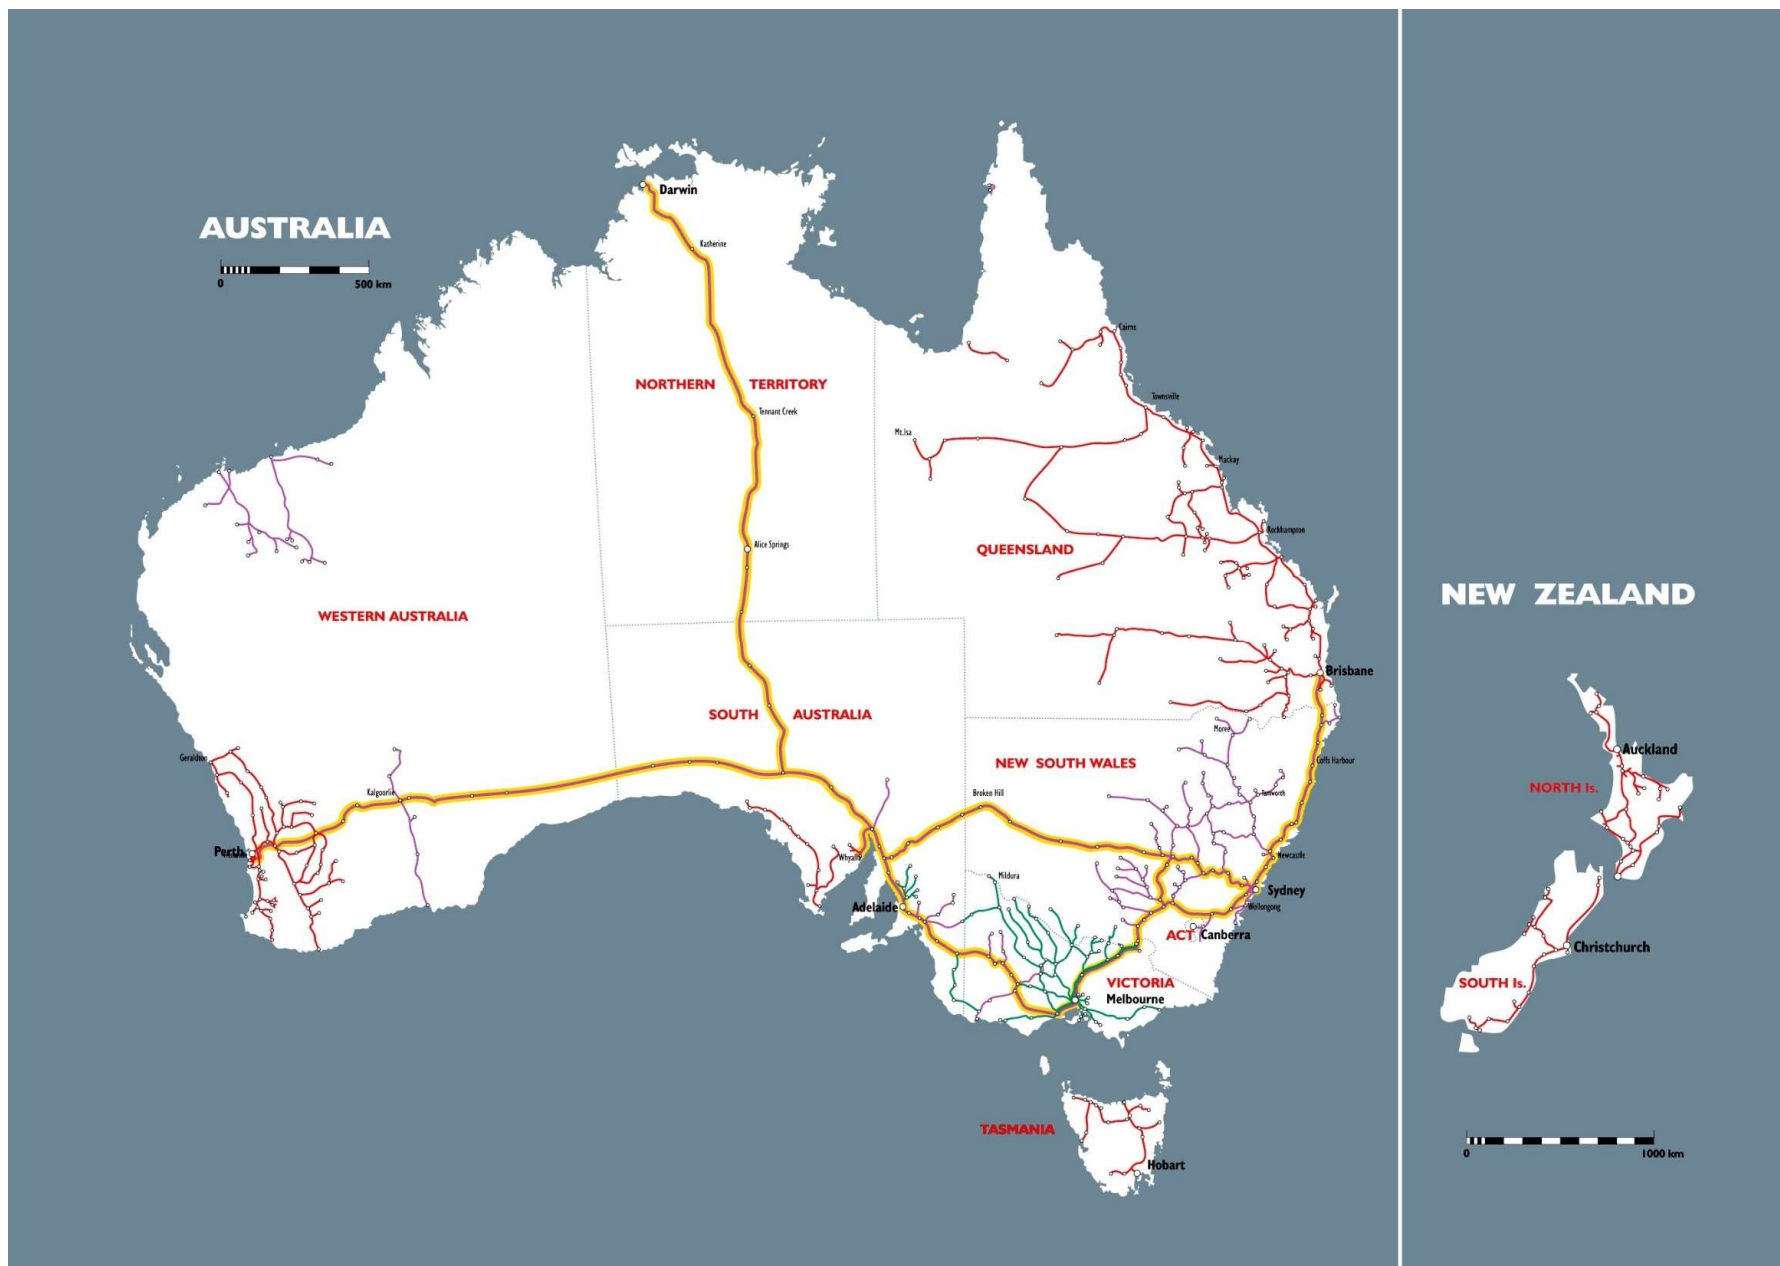 AUSTRALIA
0 500 km
Darwin
Katherine
NORTHERN TERRITORY
Tennant Creek
Alice Springs
Cairns
Townsville
Mt.Isa
Mackay
Rockhampton
QUEENSLAND
WESTERN AUSTRALIA
Brisbane
SOUTH AUSTRALIA
Moree
Geraldton
Kalgoorlie
NEW SOUTH WALES
Coffs Harbour
Broken Hill
Tamworth
Perth
Whyalla
Newcastle
Mildura
Sydney
Adelaide
Wollongong
ACT Canberra
VICTORIA
Melbourne
TASMANIA
Hobart
NEW ZEALAND
Auckland
NORTH Is.
Christchurch
SOUTH Is.
0 1000 km